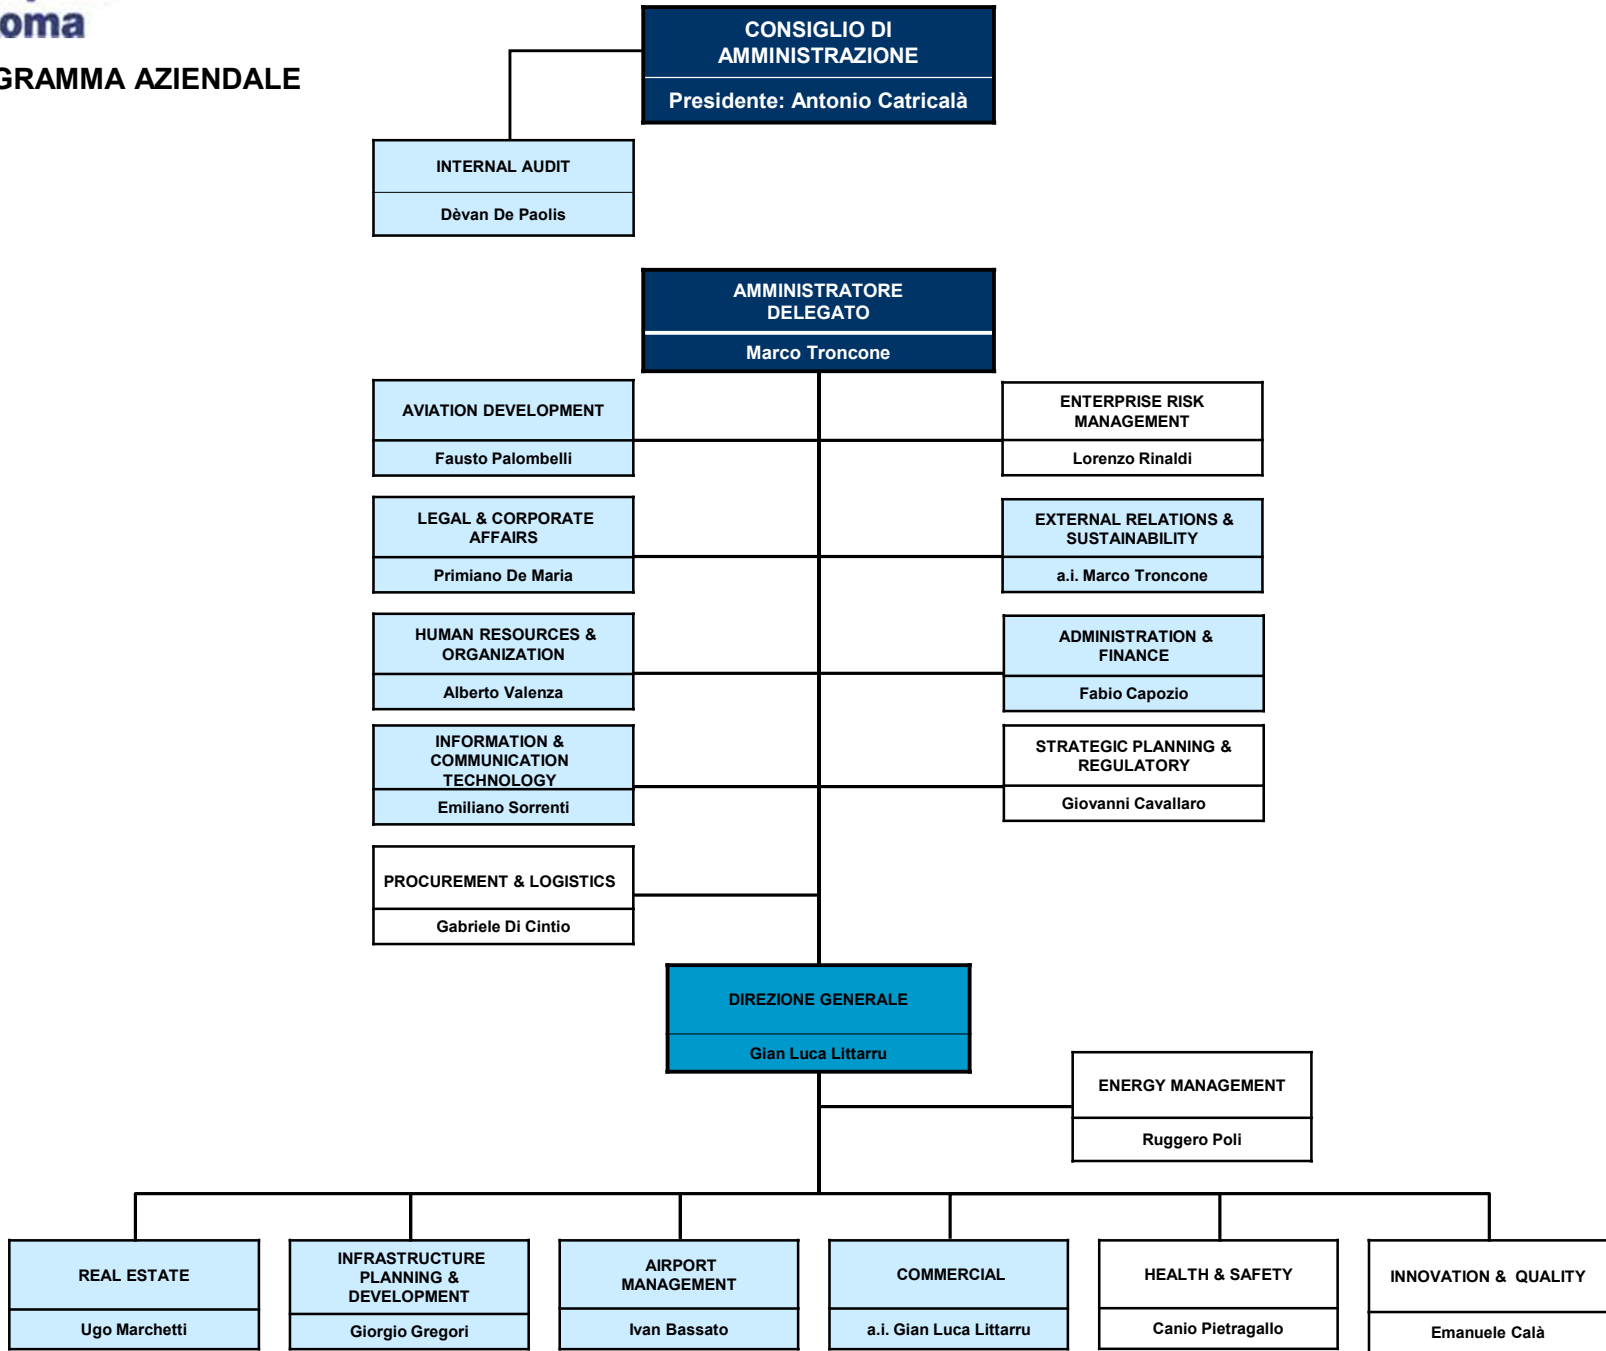 oma
GRAMMA AZIENDALE
CONSIGLIO DI
AMMINISTRAZIONE
Presidente: Antonio Catricalà
INTERNAL AUDIT
Dèvan De Paolis
AMMINISTRATORE
DELEGATO
Marco Troncone
AVIATION DEVELOPMENT
Fausto Palombelli
ENTERPRISE RISK
MANAGEMENT
Lorenzo Rinaldi
LEGAL & CORPORATE
AFFAIRS
Primiano De Maria
EXTERNAL RELATIONS &
SUSTAINABILITY
a.i. Marco Troncone
HUMAN RESOURCES &
ORGANIZATION
Alberto Valenza
ADMINISTRATION &
FINANCE
Fabio Capozio
INFORMATION &
COMMUNICATION
TECHNOLOGY
Emiliano Sorrenti
STRATEGIC PLANNING &
REGULATORY
Giovanni Cavallaro
PROCUREMENT & LOGISTICS
Gabriele Di Cintio
DIREZIONE GENERALE
Gian Luca Littarru
ENERGY MANAGEMENT
Ruggero Poli
REAL ESTATE
Ugo Marchetti
INFRASTRUCTURE
PLANNING &
DEVELOPMENT
Giorgio Gregori
AIRPORT
MANAGEMENT
Ivan Bassato
COMMERCIAL
a.i. Gian Luca Littarru
HEALTH & SAFETY
Canio Pietragallo
INNOVATION & QUALITY
Emanuele Calà